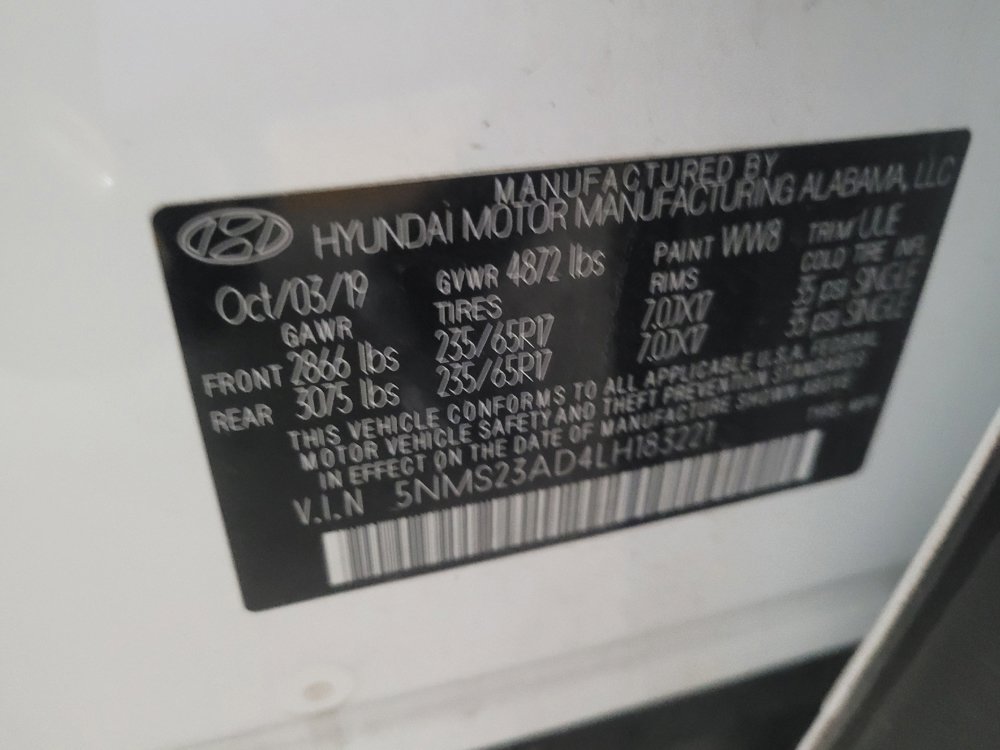 MANUFACTURED BY
HYUNDAI MOTOR MANUFACTURING ALABAMA, LLC
Oct/03/19 GVWR 4872 lbs PAINT WW8 TRIM UUE
GAWR TIRES RIMS COLD TIRE INFL
FRONT 2866 lbs 235/65R17 7.0JX17 35 psi SINGLE
REAR 3075 lbs 235/65R17 7.0JX17 35 psi SINGLE
THIS VEHICLE CONFORMS TO ALL APPLICABLE U.S.A. FEDERAL
MOTOR VEHICLE SAFETY AND THEFT PREVENTION STANDARDS
IN EFFECT ON THE DATE OF MANUFACTURE SHOWN ABOVE
V.I.N 5NMS23AD4LH183221